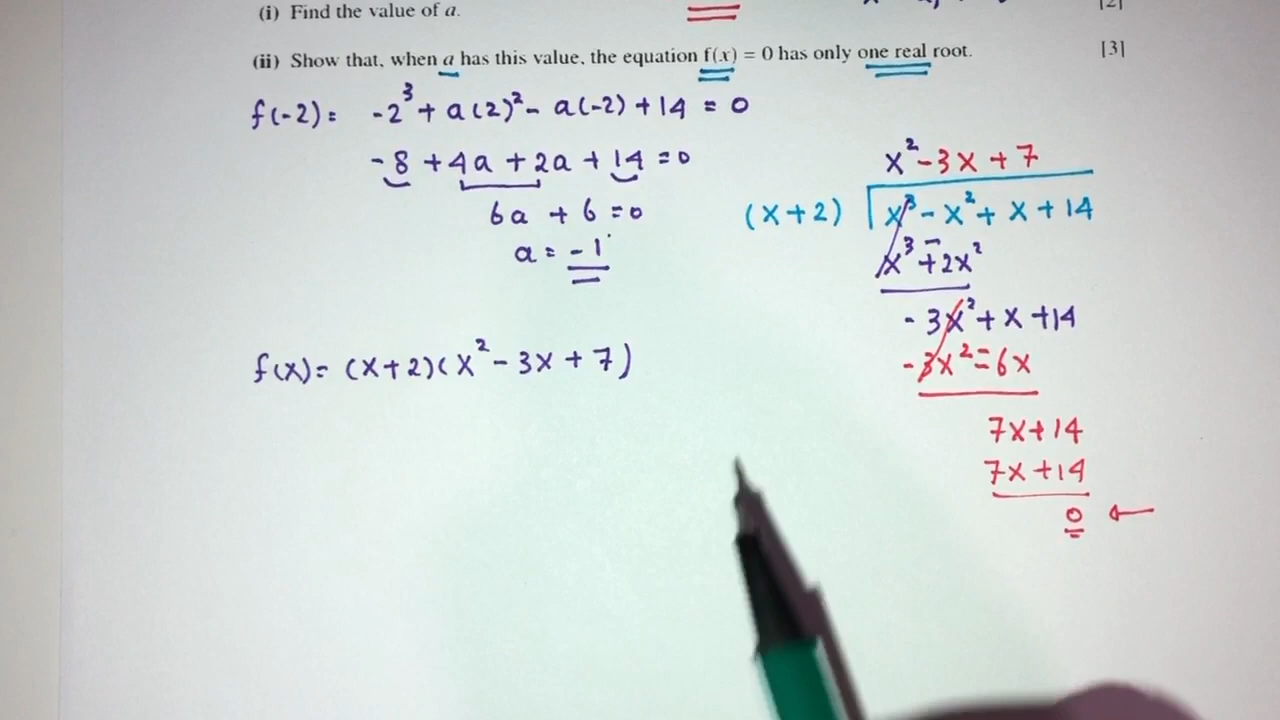 (i) Find the value of a.
[2]
(ii) Show that, when a has this value, the equation f(x) = 0 has only one real root. [3]
f(-2) = -2³ + a(2)² - a(-2) + 14 = 0
-8 + 4a + 2a + 14 = 0
6a + 6 = 0
a = -1
f(x) = (x+2)(x² - 3x + 7)
x² - 3x + 7
(x+2) x³ - x² + x + 14
x³ + 2x²
- 3x² + x + 14
- 3x² - 6x
7x + 14
7x + 14
0 ←